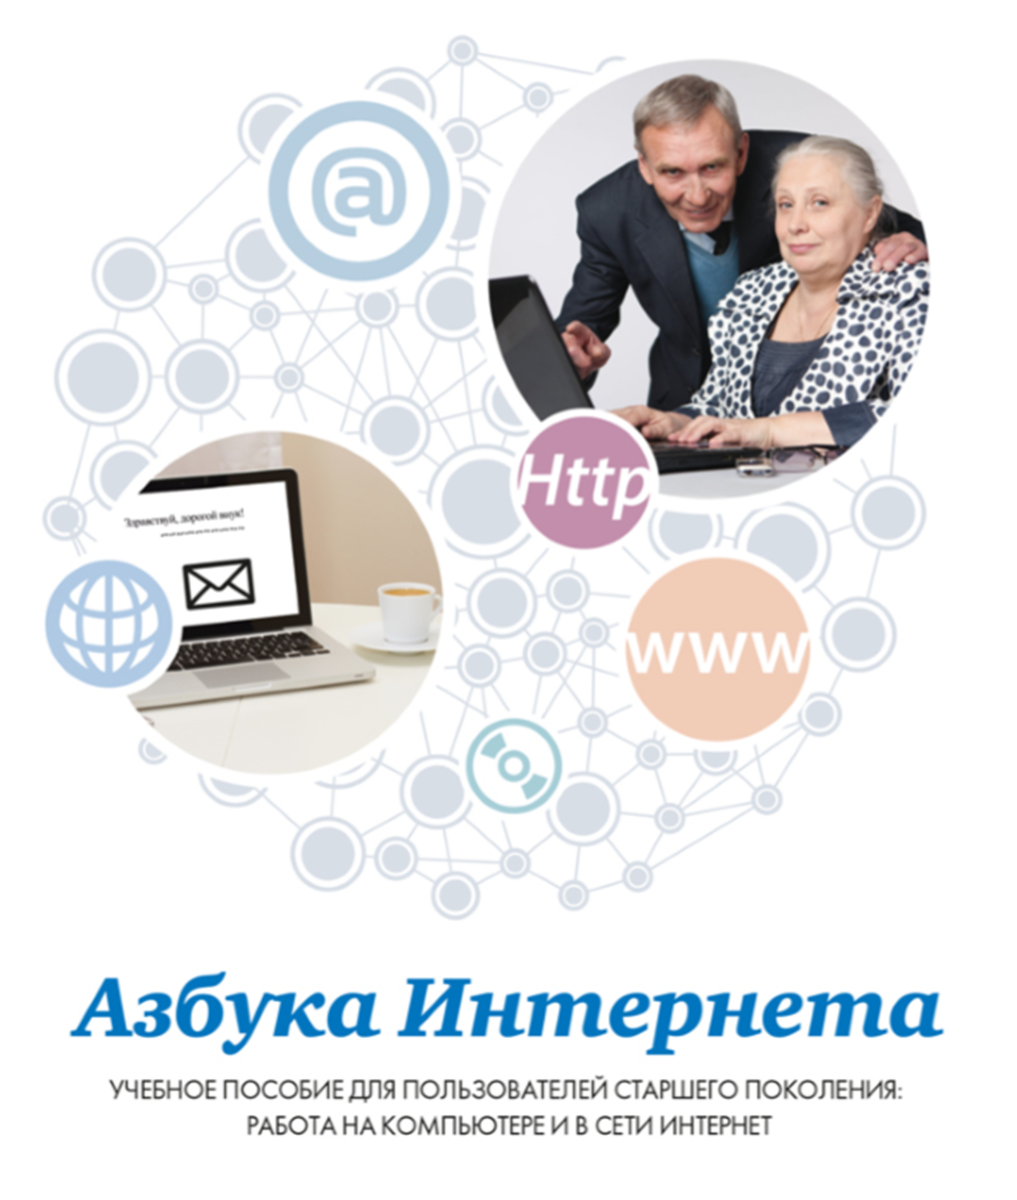 @
Http
Здравствуй, дорогой внук!
www
Азбука Интернета
УЧЕБНОЕ ПОСОБИЕ ДЛЯ ПОЛЬЗОВАТЕЛЕЙ СТАРШЕГО ПОКОЛЕНИЯ:
РАБОТА НА КОМПЬЮТЕРЕ И В СЕТИ ИНТЕРНЕТ